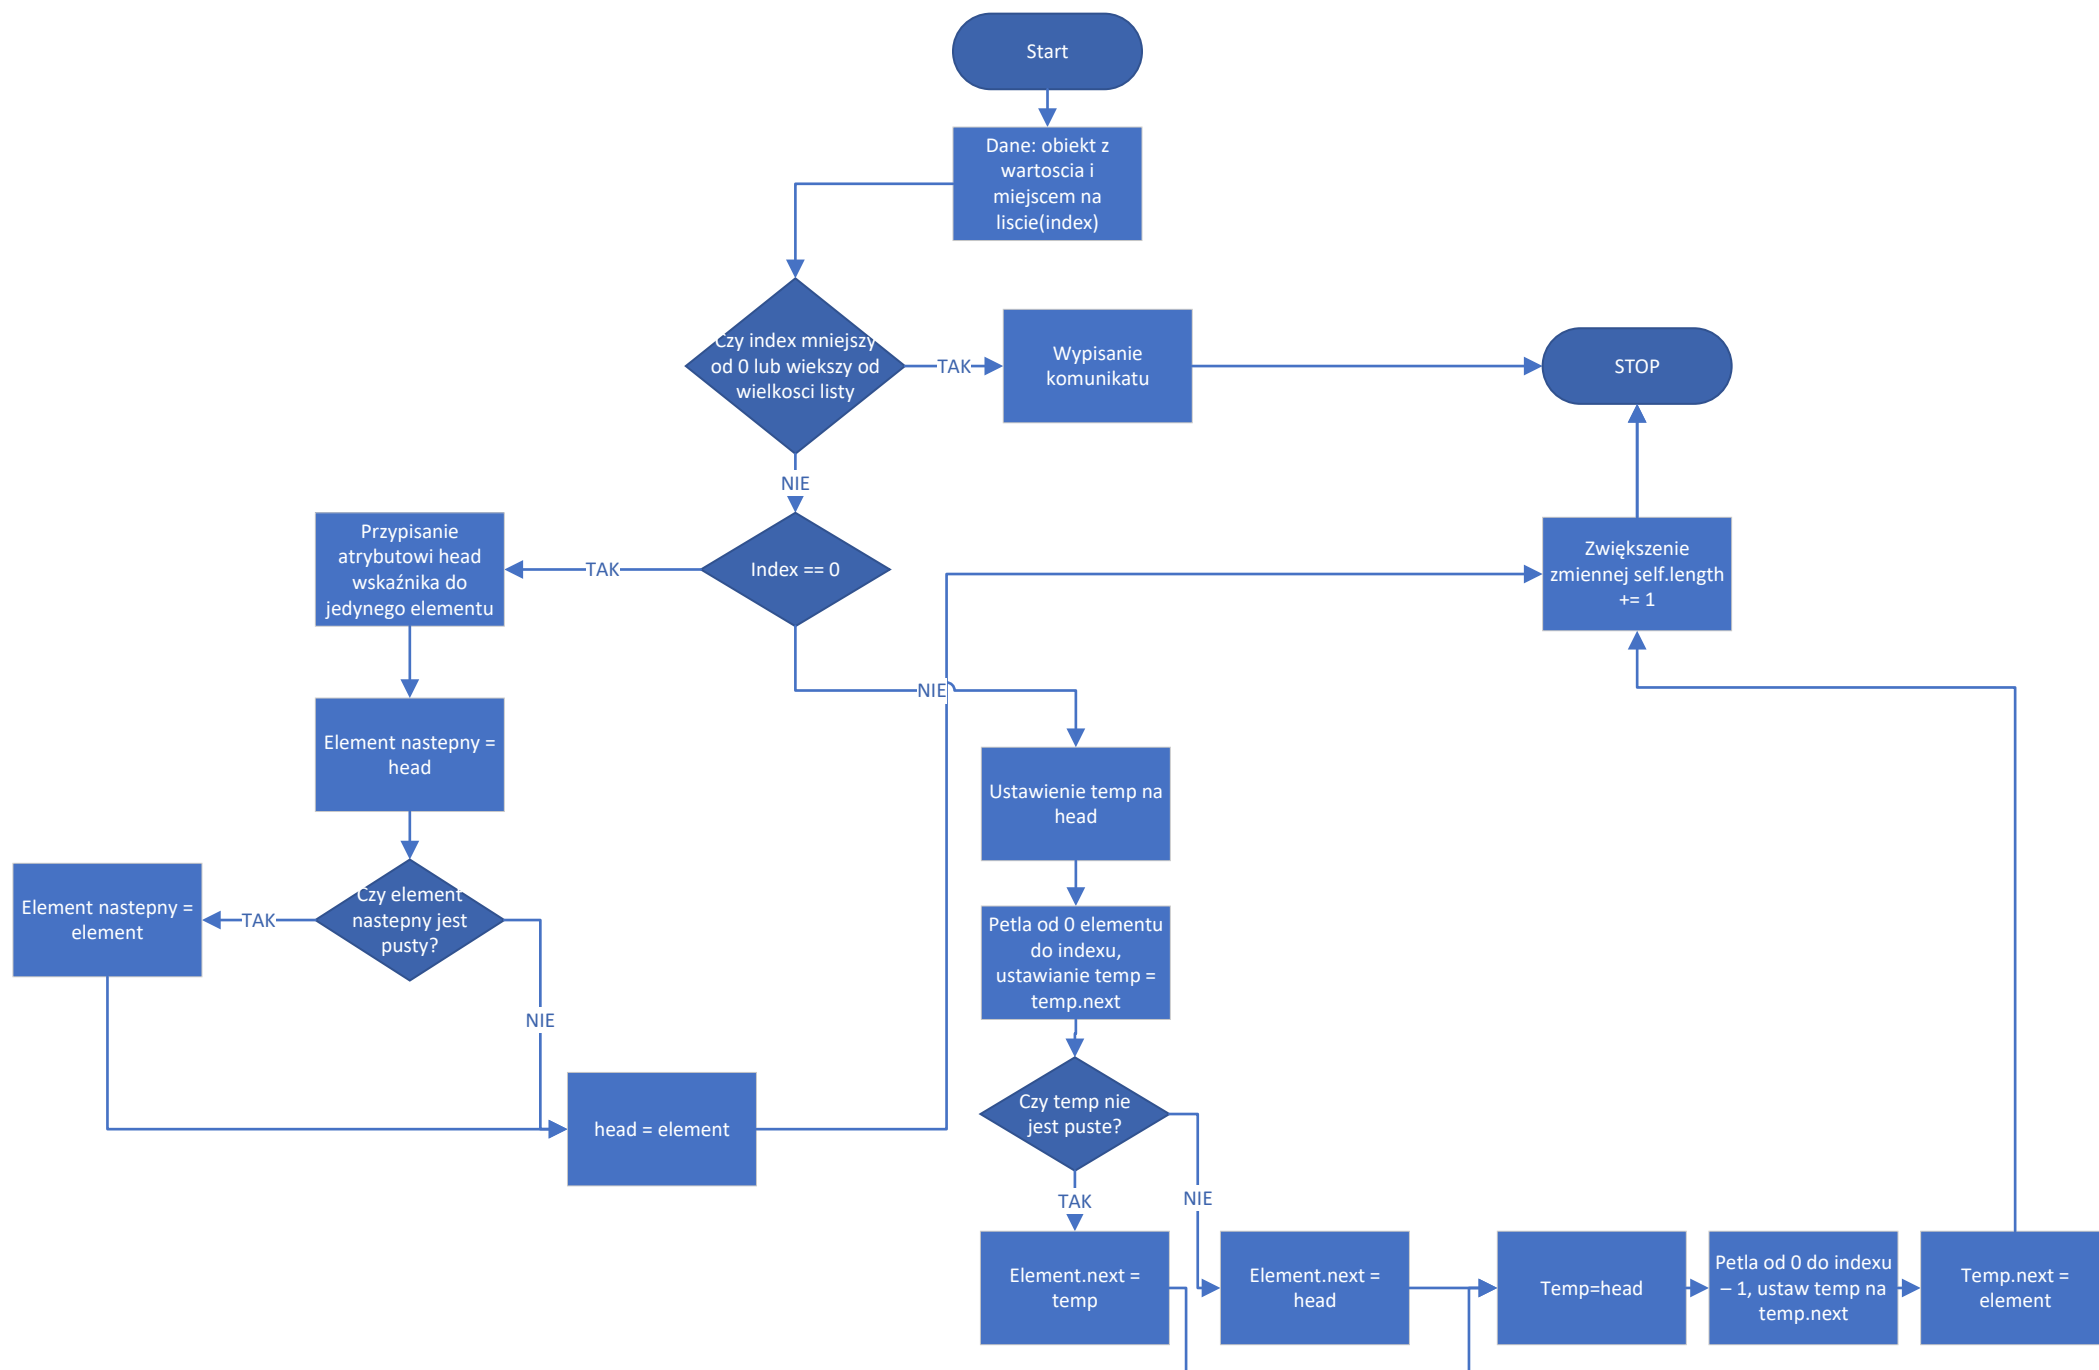 Start
Dane: obiekt z
wartoscia i
miejscem na
liscie(index)
Czy index mniejszy
od 0 lub wiekszy od
wielkosci listy
TAK
Wypisanie
komunikatu
STOP
NIE
Przypisanie
atrybutowi head
wskaźnika do
jedynego elementu
TAK
Index == 0
Zwiększenie
zmiennej self.length
+= 1
NIE
Element nastepny =
head
Ustawienie temp na
head
Element nastepny =
element
TAK
Czy element
nastepny jest
pusty?
Petla od 0 elementu
do indexu,
ustawianie temp =
temp.next
NIE
head = element
Czy temp nie
jest puste?
TAK
NIE
Element.next =
temp
Element.next =
head
Temp=head
Petla od 0 do indexu
– 1, ustaw temp na
temp.next
Temp.next =
element